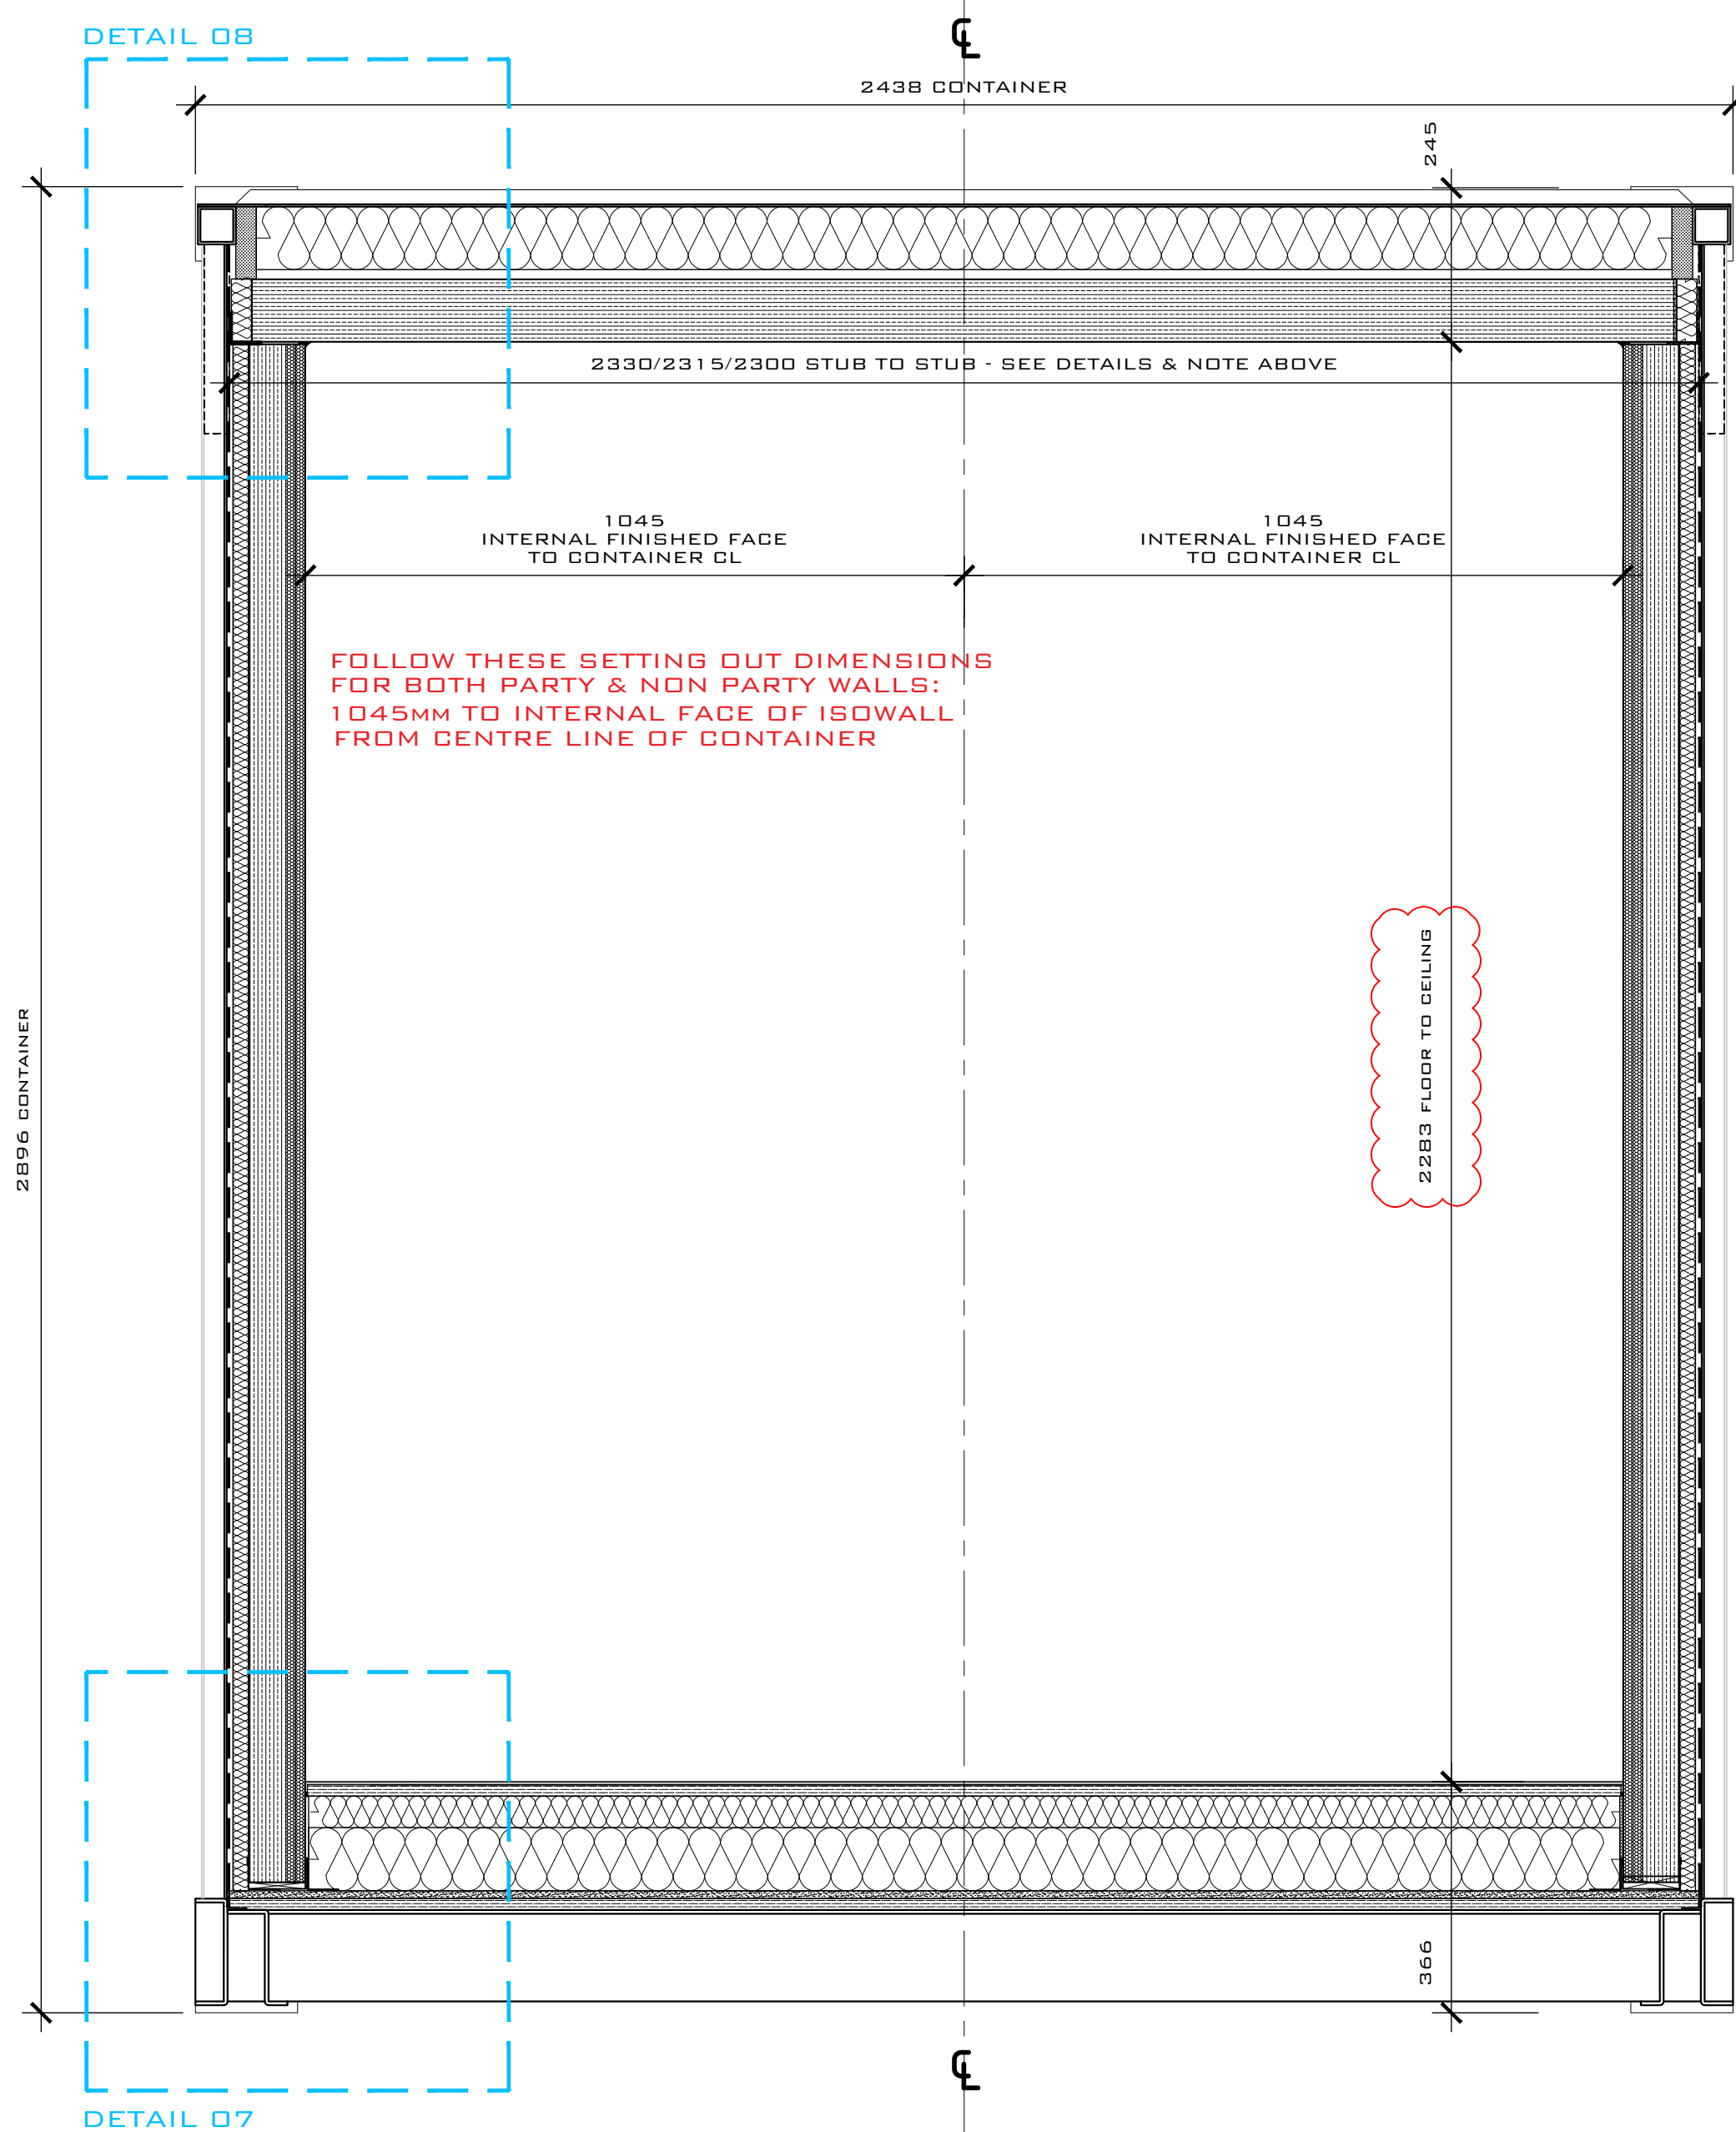 DETAIL 08
℄
2438 CONTAINER
245
2330/2315/2300 STUB TO STUB - SEE DETAILS & NOTE ABOVE
1045
INTERNAL FINISHED FACE
TO CONTAINER CL
1045
INTERNAL FINISHED FACE
TO CONTAINER CL
FOLLOW THESE SETTING OUT DIMENSIONS
FOR BOTH PARTY & NON PARTY WALLS:
1045MM TO INTERNAL FACE OF ISOWALL
FROM CENTRE LINE OF CONTAINER
2283 FLOOR TO CEILING
2896 CONTAINER
366
℄
DETAIL 07